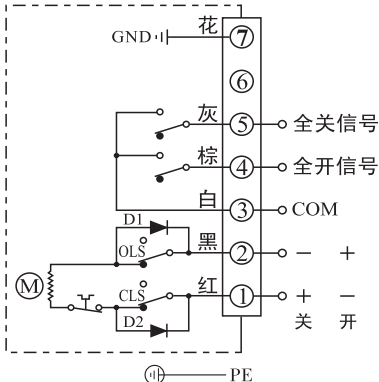 花
GND ⑦
⑥
灰 ⑤ 全关信号
棕 ④ 全开信号
白 ③ COM
D1
OLS 黑 ② － ＋
M
CLS 红 ① ＋ －
D2 关 开
PE